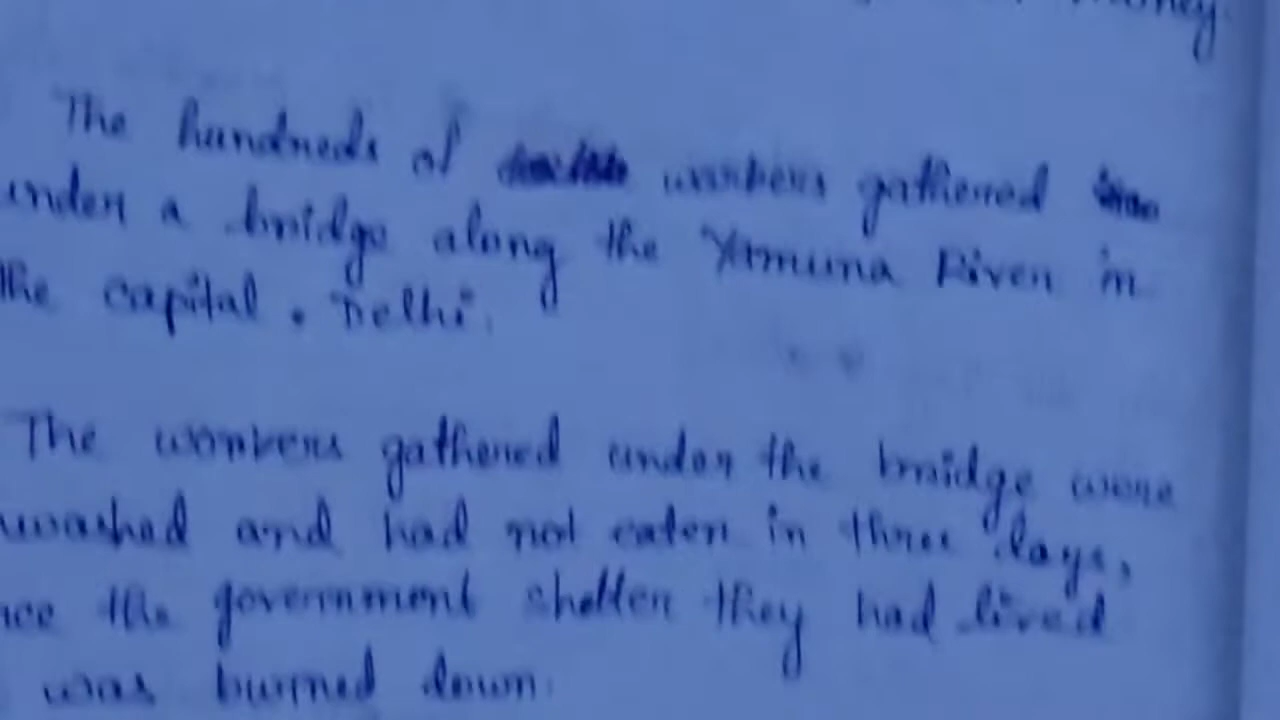 money.
The hundreds of workers gathered
under a bridge along the Yamuna River in
the capital. Delhi.
The workers gathered under the bridge were
washed and had not eaten in three days,
the government shelter they had lived
was burned down.